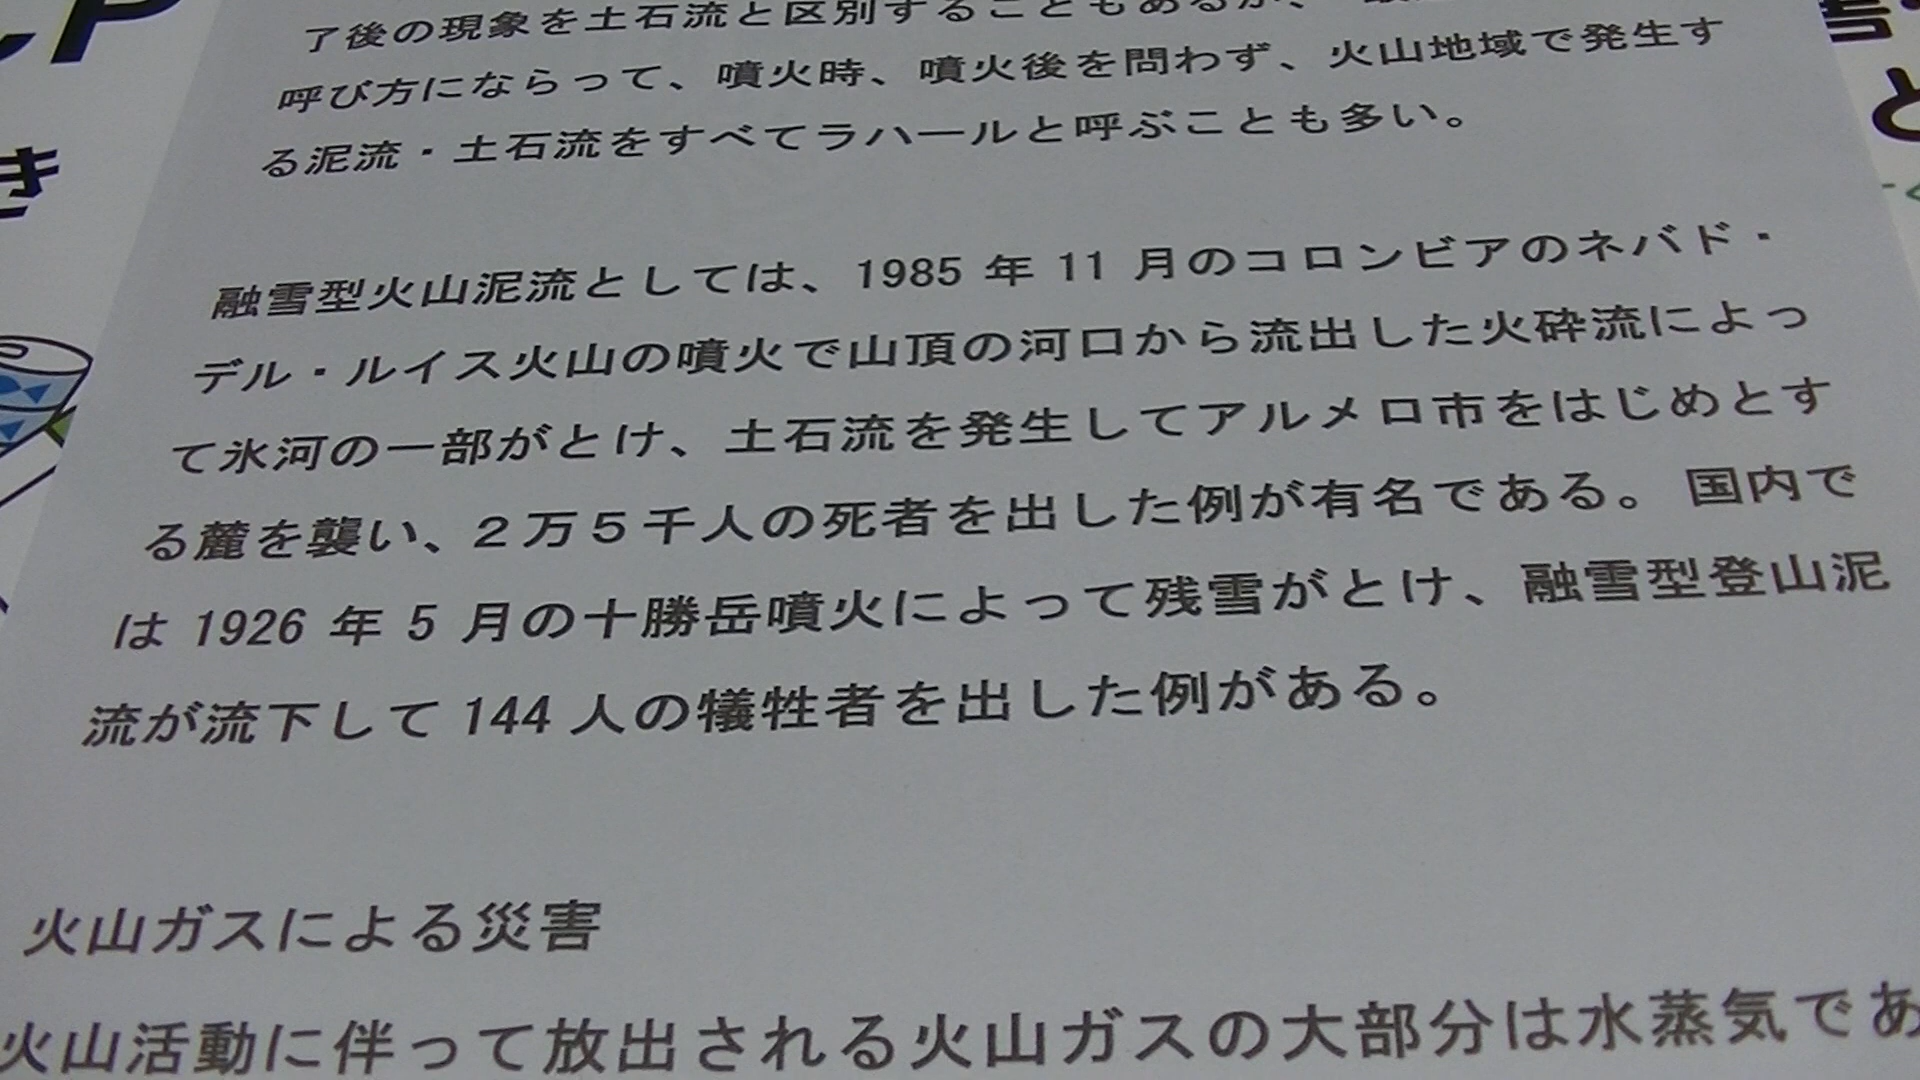 了後の現象を土石流と区別することもあるが、
呼び方にならって、噴火時、噴火後を問わず、火山地域で発生す
る泥流・土石流をすべてラハールと呼ぶことも多い。
融雪型火山泥流としては、1985 年 11 月のコロンビアのネバド・
デル・ルイス火山の噴火で山頂の河口から流出した火砕流によっ
て氷河の一部がとけ、土石流を発生してアルメロ市をはじめとす
る麓を襲い、２万５千人の死者を出した例が有名である。 国内で
は 1926 年 5 月の十勝岳噴火によって残雪がとけ、融雪型登山泥
流が流下して 144 人の犠牲者を出した例がある。
火山ガスによる災害
火山活動に伴って放出される火山ガスの大部分は水蒸気であ
き
と